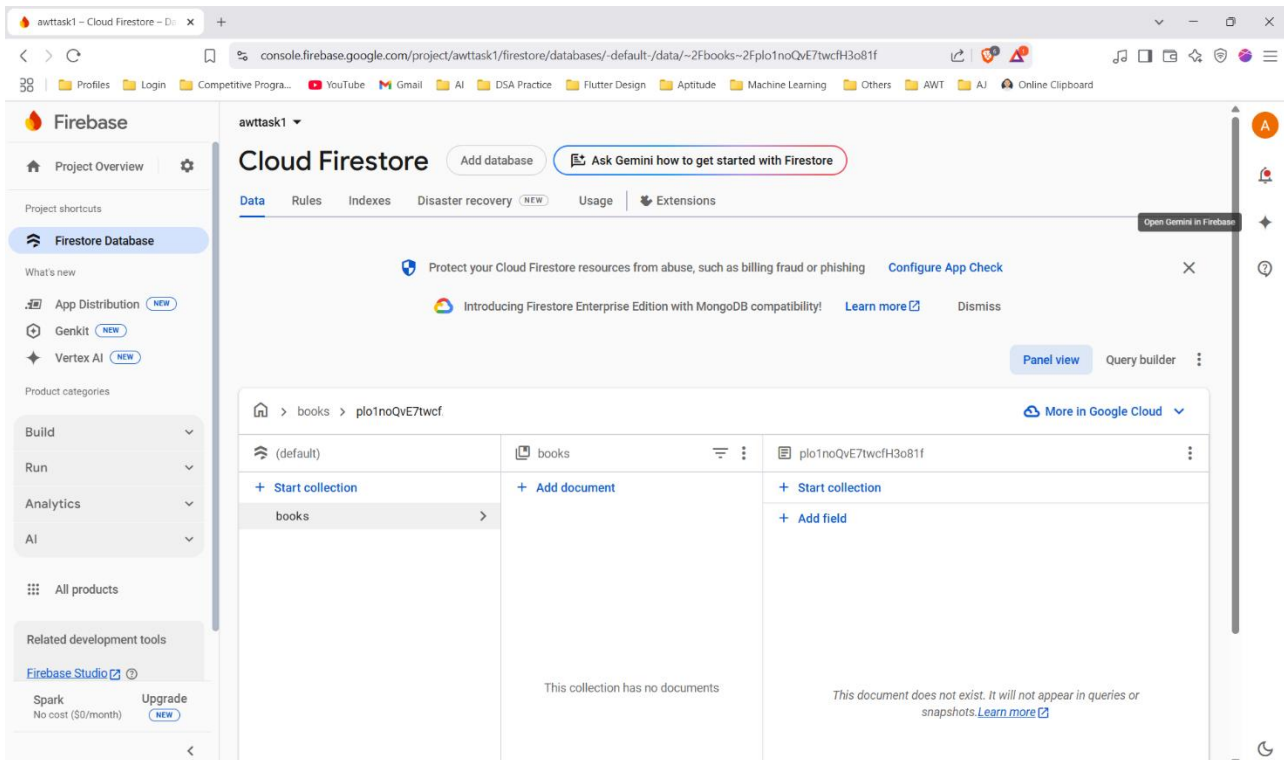 awttask1 – Cloud Firestore – Da
console.firebase.google.com/project/awttask1/firestore/databases/-default-/data/~2Fbooks~2Fplo1noQvE7twcfH3o81f
Profiles Login Competitive Progra... YouTube Gmail AI DSA Practice Flutter Design Aptitude Machine Learning Others AWT AJ Online Clipboard
Firebase
Project Overview
Project shortcuts
Firestore Database
What's new
App Distribution NEW
Genkit NEW
Vertex AI NEW
Product categories
Build
Run
Analytics
AI
All products
Related development tools
Firebase Studio
Spark
No cost ($0/month)
Upgrade
NEW
awttask1
Cloud Firestore Add database Ask Gemini how to get started with Firestore
Data Rules Indexes Disaster recovery NEW Usage Extensions
A
Open Gemini in Firebase
Protect your Cloud Firestore resources from abuse, such as billing fraud or phishing Configure App Check
Introducing Firestore Enterprise Edition with MongoDB compatibility! Learn more Dismiss
Panel view Query builder
books > plo1noQvE7twcf
More in Google Cloud
(default)
+ Start collection
books
books
+ Add document
This collection has no documents
plo1noQvE7twcfH3o81f
+ Start collection
+ Add field
This document does not exist. It will not appear in queries or
snapshots. Learn more